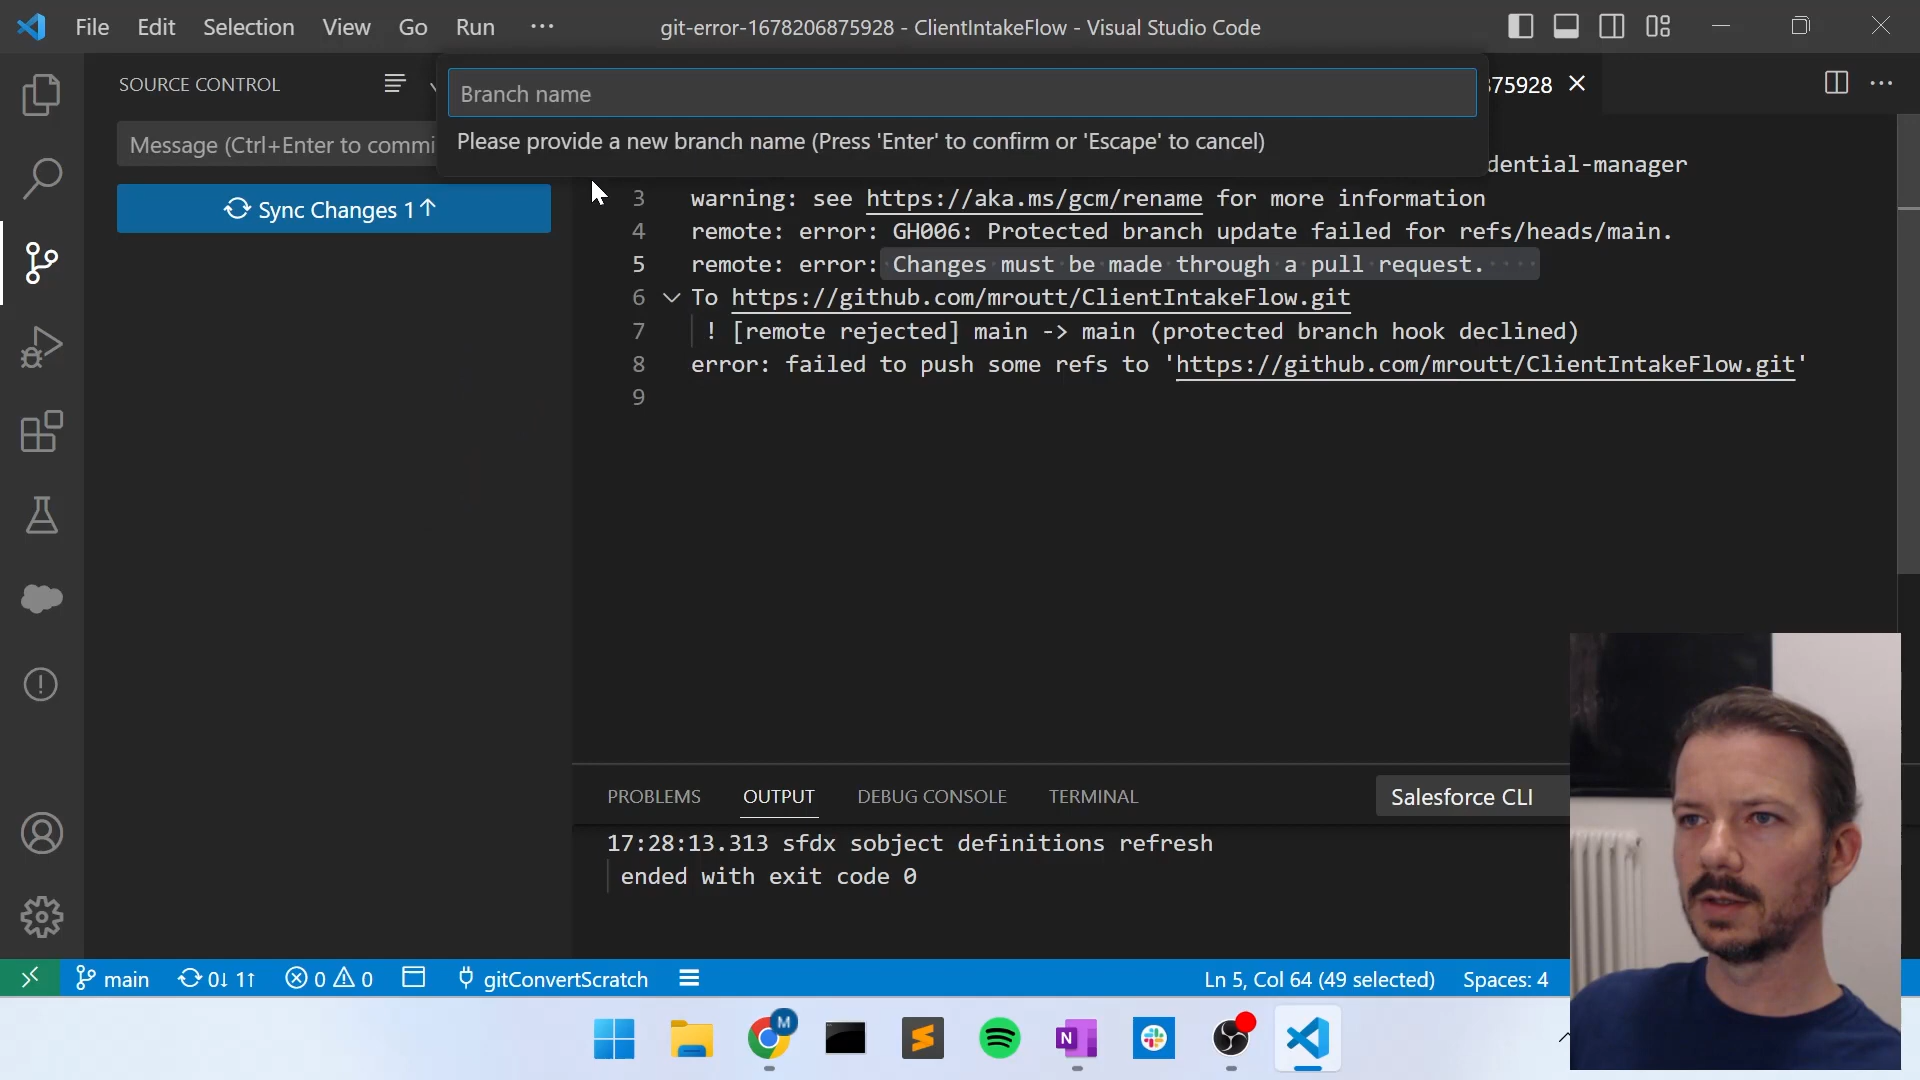 File Edit Selection View Go Run ···
git-error-1678206875928 - ClientIntakeFlow - Visual Studio Code
SOURCE CONTROL
Branch name
375928
Message (Ctrl+Enter to commi
Please provide a new branch name (Press 'Enter' to confirm or 'Escape' to cancel)
dential-manager
Sync Changes 1↑
3 warning: see https://aka.ms/gcm/rename for more information
4 remote: error: GH006: Protected branch update failed for refs/heads/main.
5 remote: error: Changes must be made through a pull request.
6 To https://github.com/mroutt/ClientIntakeFlow.git
7 ! [remote rejected] main -> main (protected branch hook declined)
8 error: failed to push some refs to 'https://github.com/mroutt/ClientIntakeFlow.git'
9
PROBLEMS OUTPUT DEBUG CONSOLE TERMINAL
Salesforce CLI
17:28:13.313 sfdx sobject definitions refresh
ended with exit code 0
main 0↓ 1↑ 0 0 gitConvertScratch
Ln 5, Col 64 (49 selected) Spaces: 4
M
N